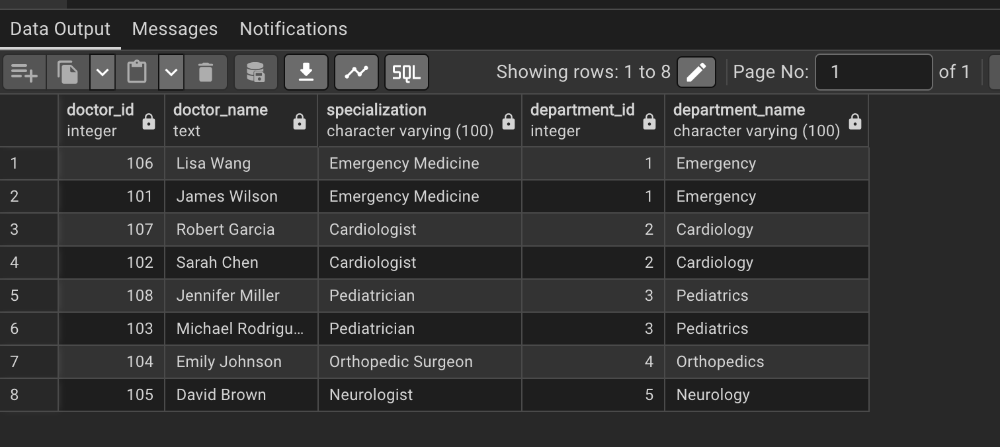 Data Output Messages Notifications
SQL Showing rows: 1 to 8 Page No: 1 of 1
doctor_id doctor_name specialization department_id department_name
integer text character varying (100) integer character varying (100)
1 106 Lisa Wang Emergency Medicine 1 Emergency
2 101 James Wilson Emergency Medicine 1 Emergency
3 107 Robert Garcia Cardiologist 2 Cardiology
4 102 Sarah Chen Cardiologist 2 Cardiology
5 108 Jennifer Miller Pediatrician 3 Pediatrics
6 103 Michael Rodrigu... Pediatrician 3 Pediatrics
7 104 Emily Johnson Orthopedic Surgeon 4 Orthopedics
8 105 David Brown Neurologist 5 Neurology